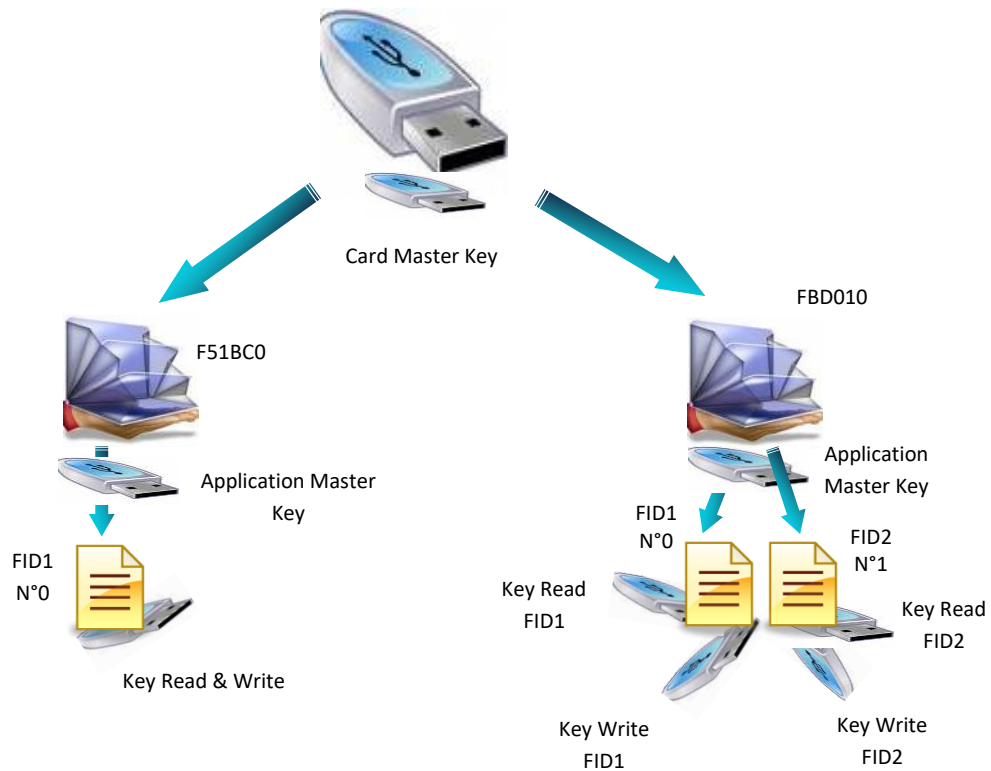 Card Master Key
FBD010
F51BC0
Application Master
Key
Application
Master Key
FID1
N°0
FID1
N°0
FID2
N°1
Key Read
FID1
Key Read
FID2
Key Read & Write
Key Write
FID1
Key Write
FID2